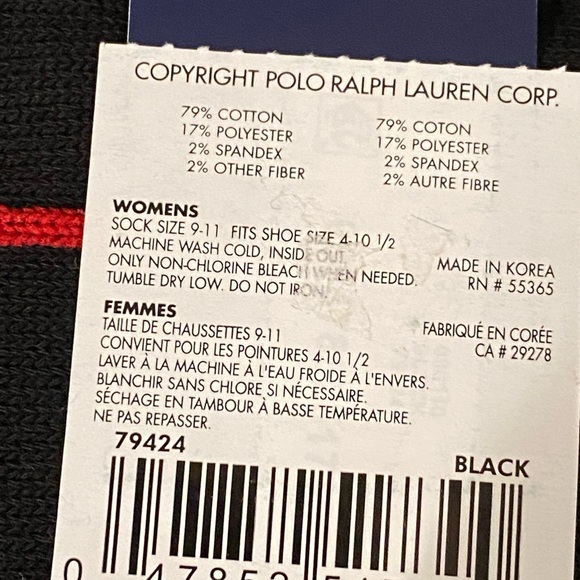 COPYRIGHT POLO RALPH LAUREN CORP.
79% COTTON
17% POLYESTER
2% SPANDEX
2% OTHER FIBER
79% COTON
17% POLYESTER
2% SPANDEX
2% AUTRE FIBRE
WOMENS
SOCK SIZE 9-11 FITS SHOE SIZE 4-10 1/2
MACHINE WASH COLD, INSIDE OUT.
ONLY NON-CHLORINE BLEACH WHEN NEEDED.
TUMBLE DRY LOW. DO NOT IRON.
MADE IN KOREA
RN # 55365
FEMMES
TAILLE DE CHAUSSETTES 9-11
CONVIENT POUR LES POINTURES 4-10 1/2
LAVER À LA MACHINE À L'EAU FROIDE À L'ENVERS.
BLANCHIR SANS CHLORE SI NÉCESSAIRE.
SÉCHAGE EN TAMBOUR À BASSE TEMPÉRATURE.
NE PAS REPASSER.
FABRIQUÉ EN CORÉE
CA # 29278
79424
BLACK